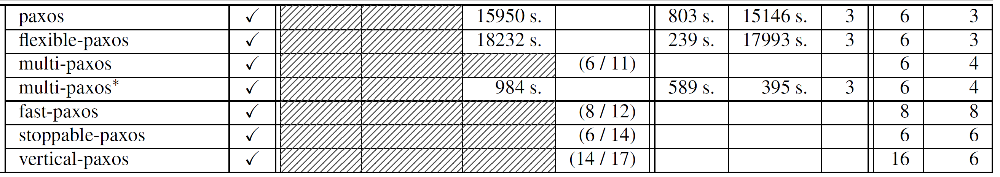 paxos ✓ 15950 s. 803 s. 15146 s. 3 6 3
flexible-paxos ✓ 18232 s. 239 s. 17993 s. 3 6 3
multi-paxos ✓ (6 / 11) 6 4
multi-paxos* ✓ 984 s. 589 s. 395 s. 3 6 4
fast-paxos ✓ (8 / 12) 8 8
stoppable-paxos ✓ (6 / 14) 6 6
vertical-paxos ✓ (14 / 17) 16 6